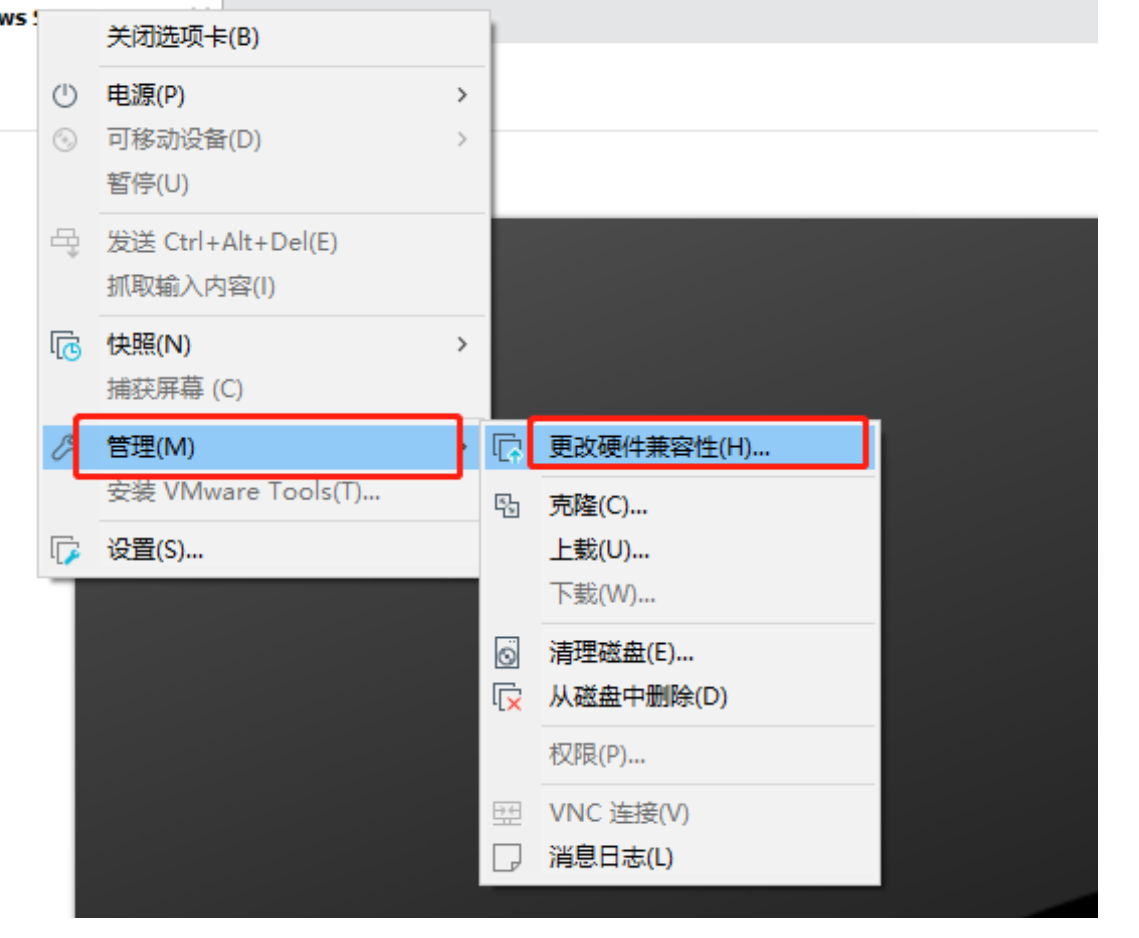 ws S
关闭选项卡(B)
电源(P)
可移动设备(D)
暂停(U)
发送 Ctrl+Alt+Del(E)
抓取输入内容(I)
快照(N)
捕获屏幕 (C)
管理(M)
安装 VMware Tools(T)...
设置(S)...
更改硬件兼容性(H)...
克隆(C)...
上载(U)...
下载(W)...
清理磁盘(E)...
从磁盘中删除(D)
权限(P)...
VNC 连接(V)
消息日志(L)